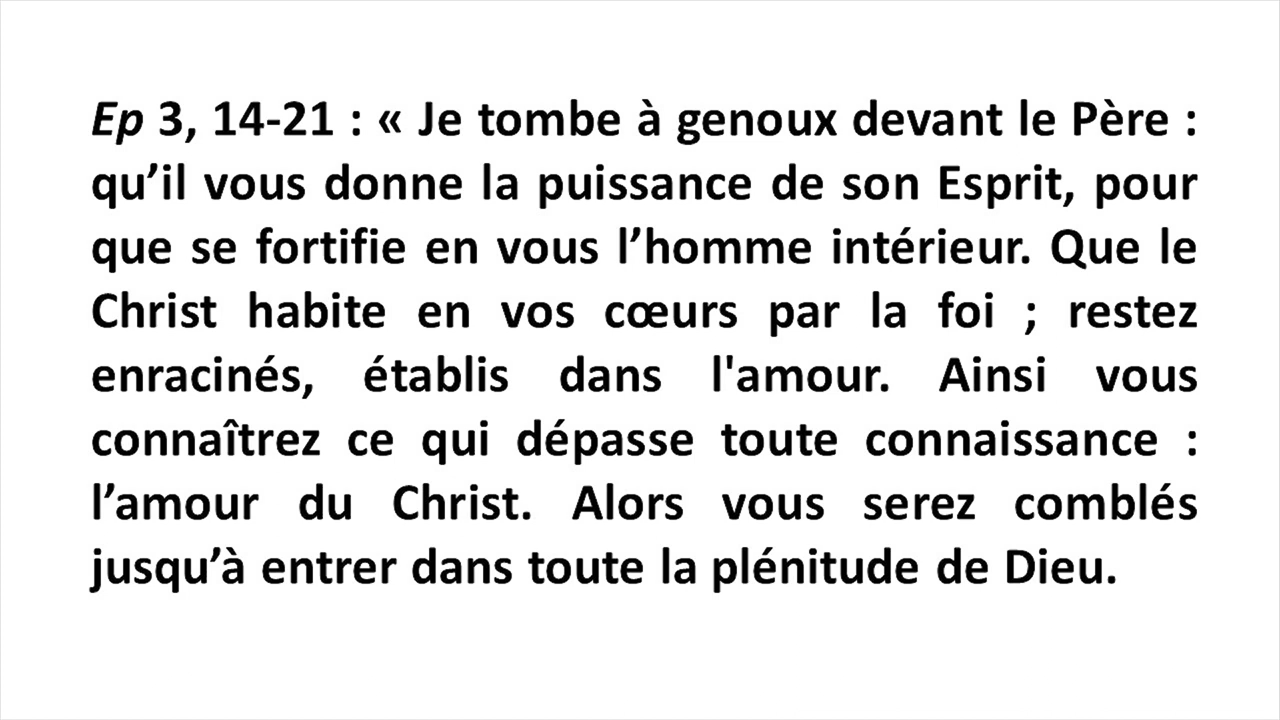 Ep 3, 14-21 : « Je tombe à genoux devant le Père :
qu’il vous donne la puissance de son Esprit, pour
que se fortifie en vous l’homme intérieur. Que le
Christ habite en vos cœurs par la foi ; restez
enracinés, établis dans l'amour. Ainsi vous
connaîtrez ce qui dépasse toute connaissance :
l’amour du Christ. Alors vous serez comblés
jusqu’à entrer dans toute la plénitude de Dieu.